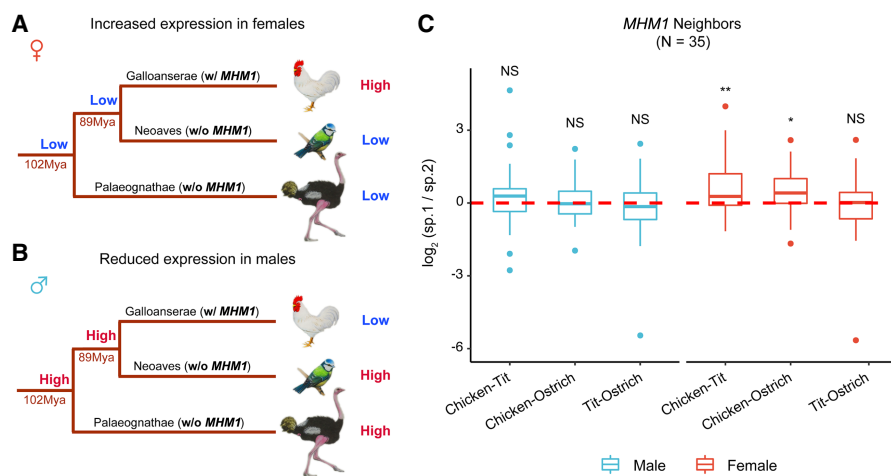 A
Increased expression in females
♀
Galloanserae (w/ MHM1)
High
Low
89Mya
Neoaves (w/o MHM1)
Low
Low
102Mya
Palaeognathae (w/o MHM1)
Low
B
Reduced expression in males
♂
Galloanserae (w/ MHM1)
Low
High
89Mya
Neoaves (w/o MHM1)
High
High
102Mya
Palaeognathae (w/o MHM1)
High
C
MHM1 Neighbors
(N = 35)
NS
NS
NS
**
*
NS
log2 (sp.1 / sp.2)
3
0
-3
-6
Chicken-Tit
Chicken-Ostrich
Tit-Ostrich
Chicken-Tit
Chicken-Ostrich
Tit-Ostrich
Male
Female